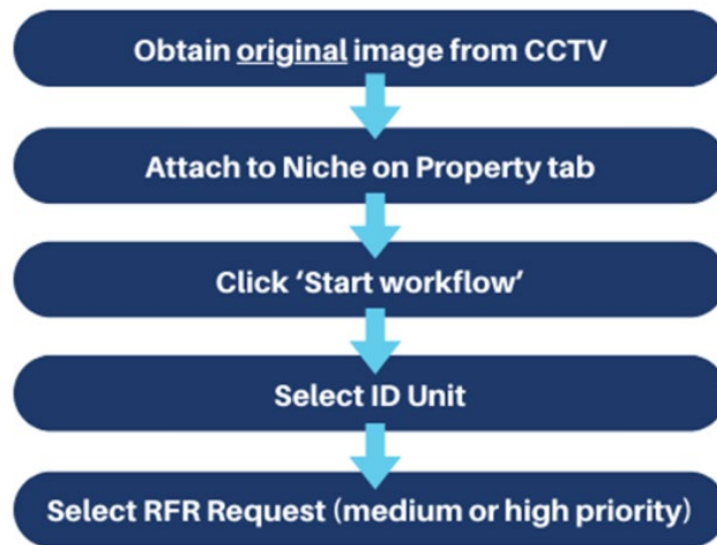 Obtain original image from CCTV
Attach to Niche on Property tab
Click ‘Start workflow’
Select ID Unit
Select RFR Request (medium or high priority)